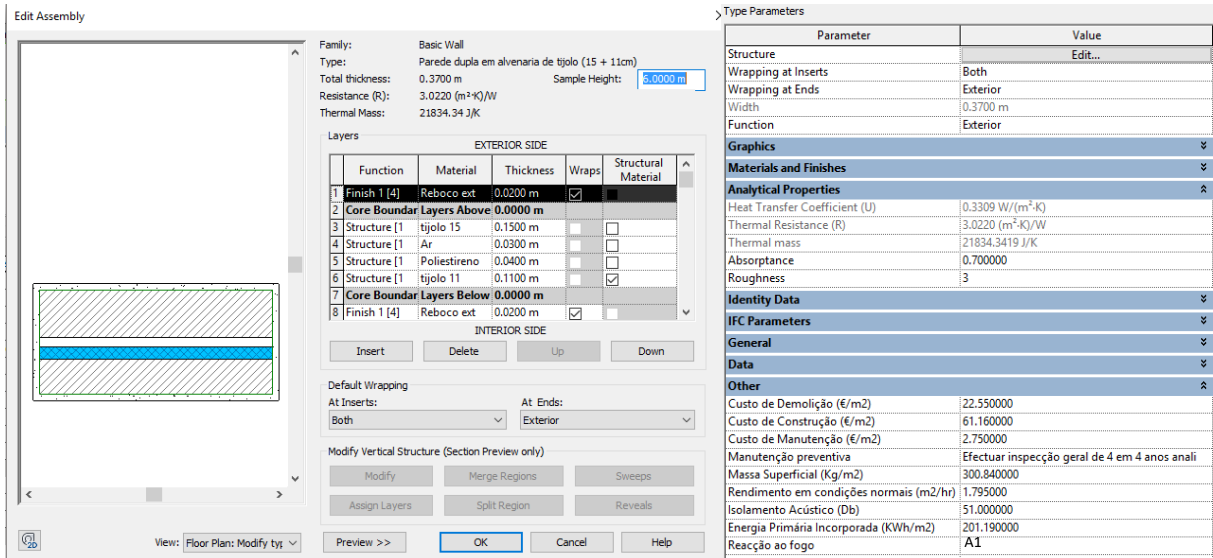 Edit Assembly
Family: Basic Wall
Type: Parede dupla em alvenaria de tijolo (15 + 11cm)
Total thickness: 0.3700 m Sample Height: 6.0000 m
Resistance (R): 3.0220 (m²·K)/W
Thermal Mass: 21834.34 J/K
Layers
EXTERIOR SIDE
Function Material Thickness Wraps Structural Material
1 Finish 1 [4] Reboco ext 0.0200 m
2 Core Boundar Layers Above 0.0000 m
3 Structure [1 tijolo 15 0.1500 m
4 Structure [1 Ar 0.0300 m
5 Structure [1 Poliestireno 0.0400 m
6 Structure [1 tijolo 11 0.1100 m
7 Core Boundar Layers Below 0.0000 m
8 Finish 1 [4] Reboco ext 0.0200 m
INTERIOR SIDE
Insert Delete Up Down
Default Wrapping
At Inserts: At Ends:
Both Exterior
Modify Vertical Structure (Section Preview only)
Modify Merge Regions Sweeps
Assign Layers Split Region Reveals
View: Floor Plan: Modify typ Preview >> OK Cancel Help
Type Parameters
Parameter Value
Structure Edit...
Wrapping at Inserts Both
Wrapping at Ends Exterior
Width 0.3700 m
Function Exterior
Graphics
Materials and Finishes
Analytical Properties
Heat Transfer Coefficient (U) 0.3309 W/(m²·K)
Thermal Resistance (R) 3.0220 (m²·K)/W
Thermal mass 21834.3419 J/K
Absorptance 0.700000
Roughness 3
Identity Data
IFC Parameters
General
Data
Other
Custo de Demolição (€/m2) 22.550000
Custo de Construção (€/m2) 61.160000
Custo de Manutenção (€/m2) 2.750000
Manutenção preventiva Efectuar inspecção geral de 4 em 4 anos anali
Massa Superficial (Kg/m2) 300.840000
Rendimento em condições normais (m2/hr) 1.795000
Isolamento Acústico (Db) 51.000000
Energia Primária Incorporada (KWh/m2) 201.190000
Reacção ao fogo A1